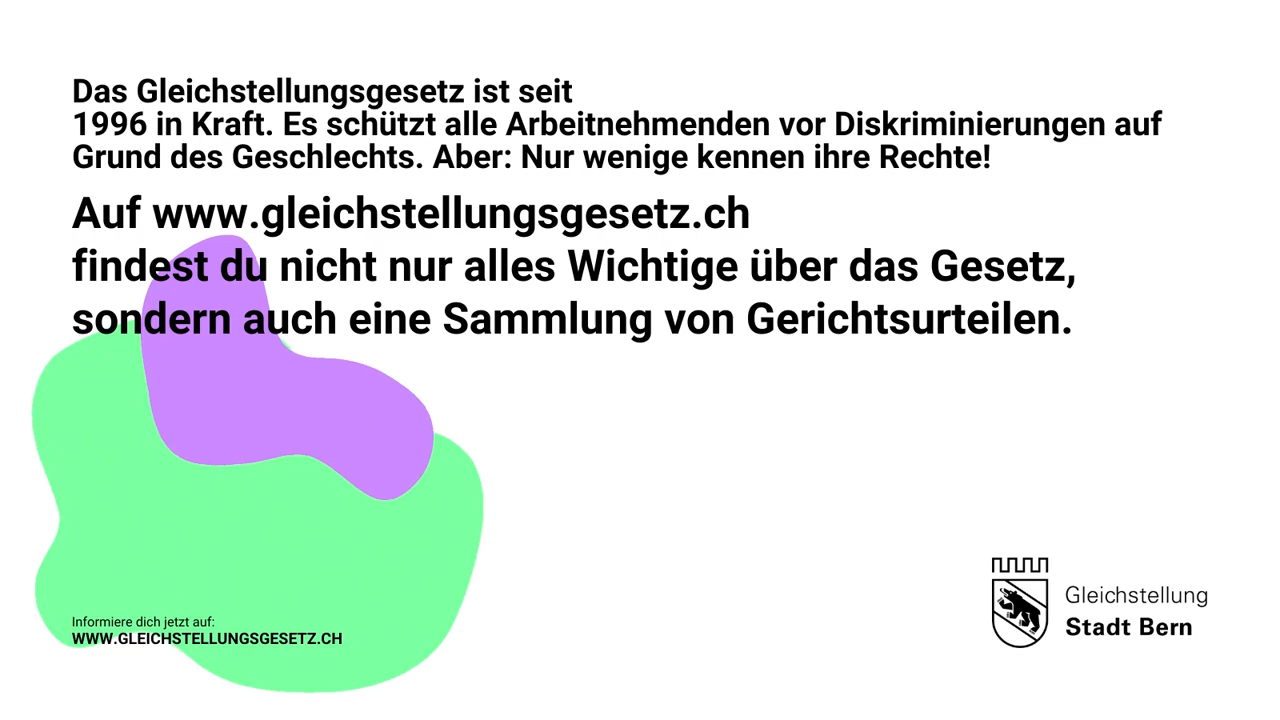 Das Gleichstellungsgesetz ist seit
1996 in Kraft. Es schützt alle Arbeitnehmenden vor Diskriminierungen auf
Grund des Geschlechts. Aber: Nur wenige kennen ihre Rechte!
Auf www.gleichstellungsgesetz.ch
findest du nicht nur alles Wichtige über das Gesetz,
sondern auch eine Sammlung von Gerichtsurteilen.
Informiere dich jetzt auf:
WWW.GLEICHSTELLUNGSGESETZ.CH
Gleichstellung
Stadt Bern